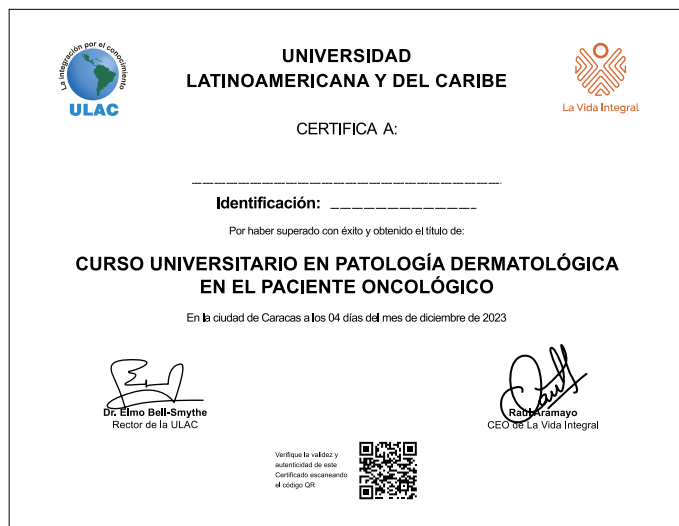 La integración por el conocimiento
ULAC
UNIVERSIDAD
LATINOAMERICANA Y DEL CARIBE
La Vida Integral
CERTIFICA A:
Identificación:
Por haber superado con éxito y obtenido el título de:
CURSO UNIVERSITARIO EN PATOLOGÍA DERMATOLÓGICA
EN EL PACIENTE ONCOLÓGICO
En la ciudad de Caracas a los 04 días del mes de diciembre de 2023
Dr. Elmo Bell-Smythe
Rector de la ULAC
Raúl Aramayo
CEO de La Vida Integral
Verifique la validez y
autenticidad de este
Certificado escaneando
el código QR